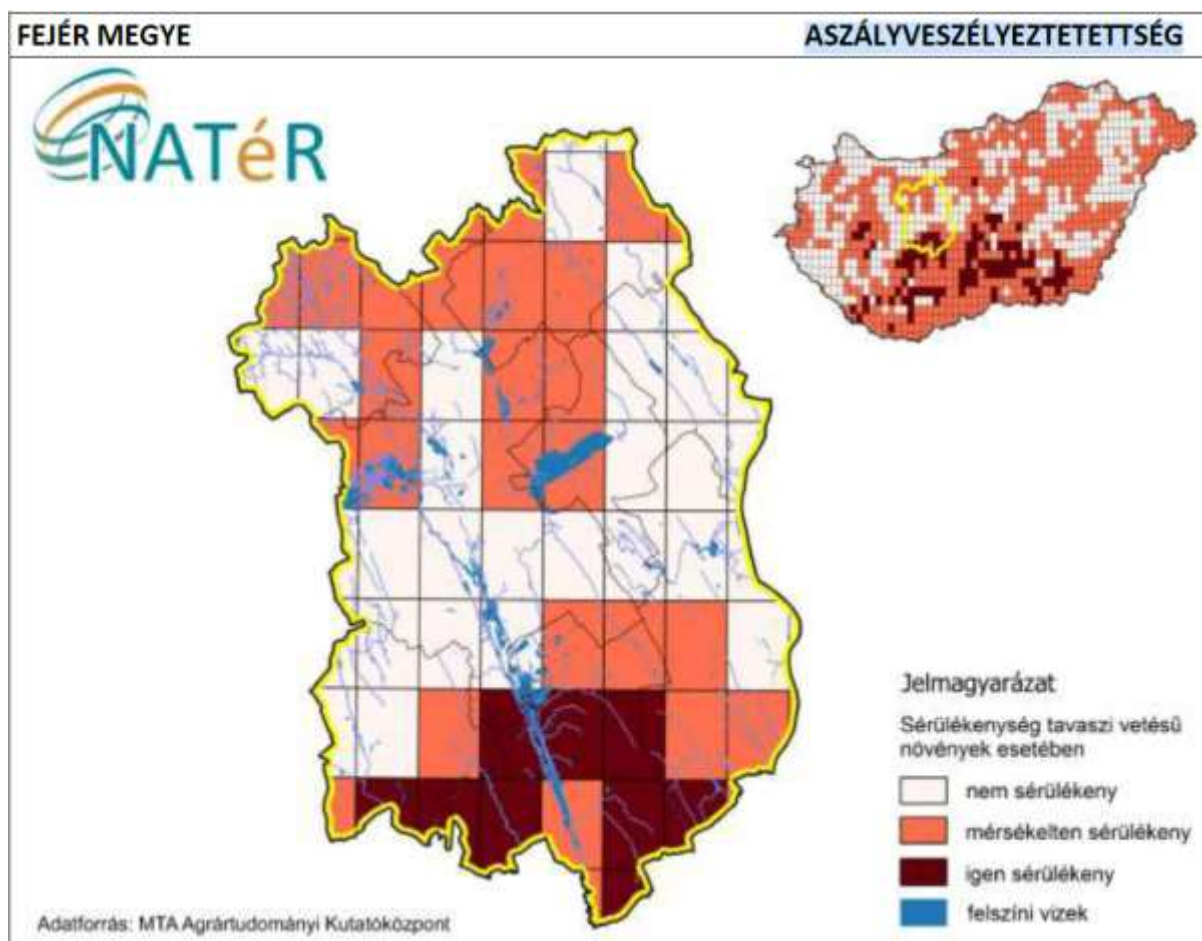 FEJÉR MEGYE
ASZÁLYVESZÉLYEZTETETTSÉG
NATéR
Jelmagyarázat
Sérülékenység tavaszi vetésű
növények esetében
nem sérülékeny
mérsékelten sérülékeny
igen sérülékeny
felszíni vizek
Adatforrás: MTA Agrártudományi Kutatóközpont